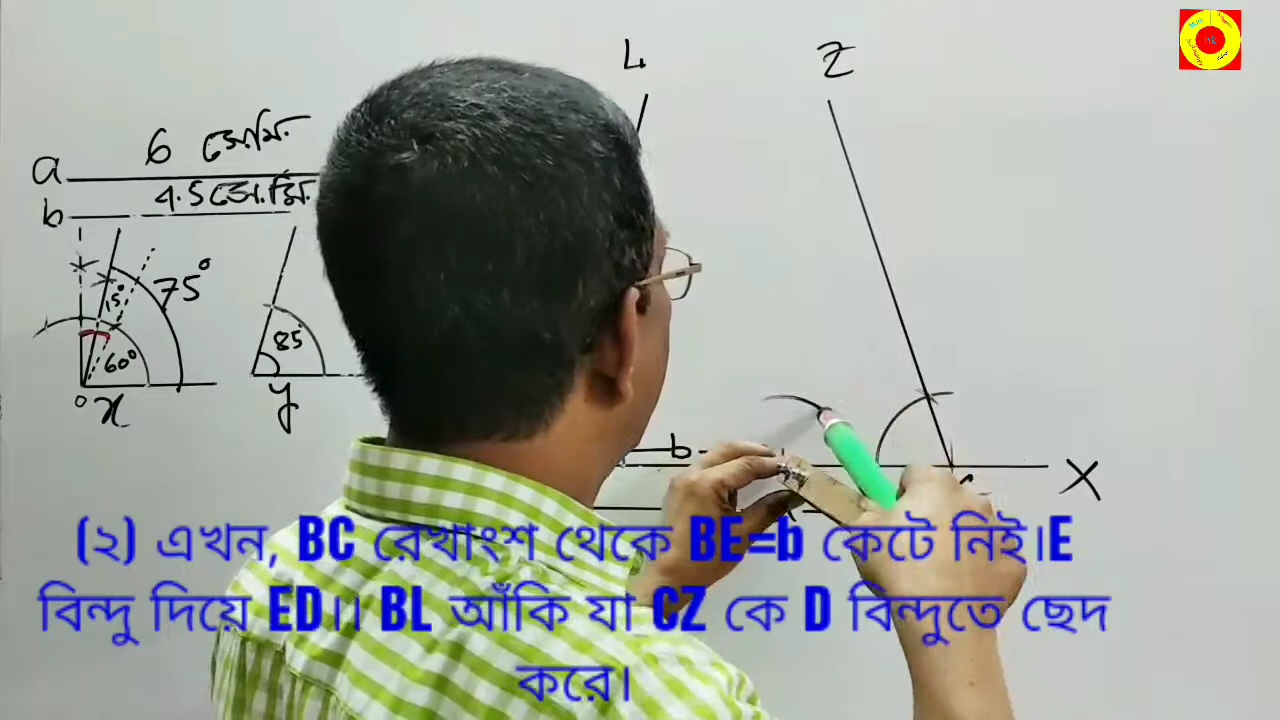 L
Z
a 6 সে.মি.
4.5 সে.মি.
b
75°
15°
60°
85°
x
y
b
X
(২) এখন, BC রেখাংশ থেকে BE=b কেটে নিই।E
বিন্দু দিয়ে ED।। BL আঁকি যা CZ কে D বিন্দুতে ছেদ
করে।